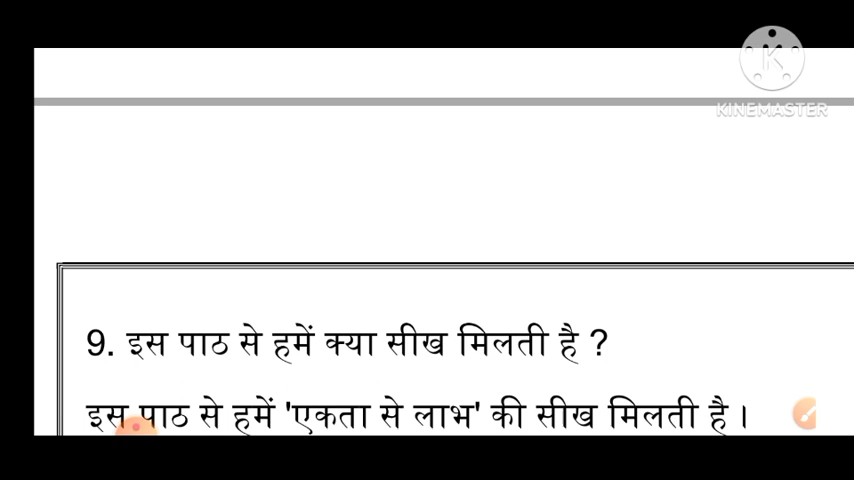 KINEMASTER
9. इस पाठ से हमें क्या सीख मिलती है ?
इस पाठ से हमें 'एकता से लाभ' की सीख मिलती है ।